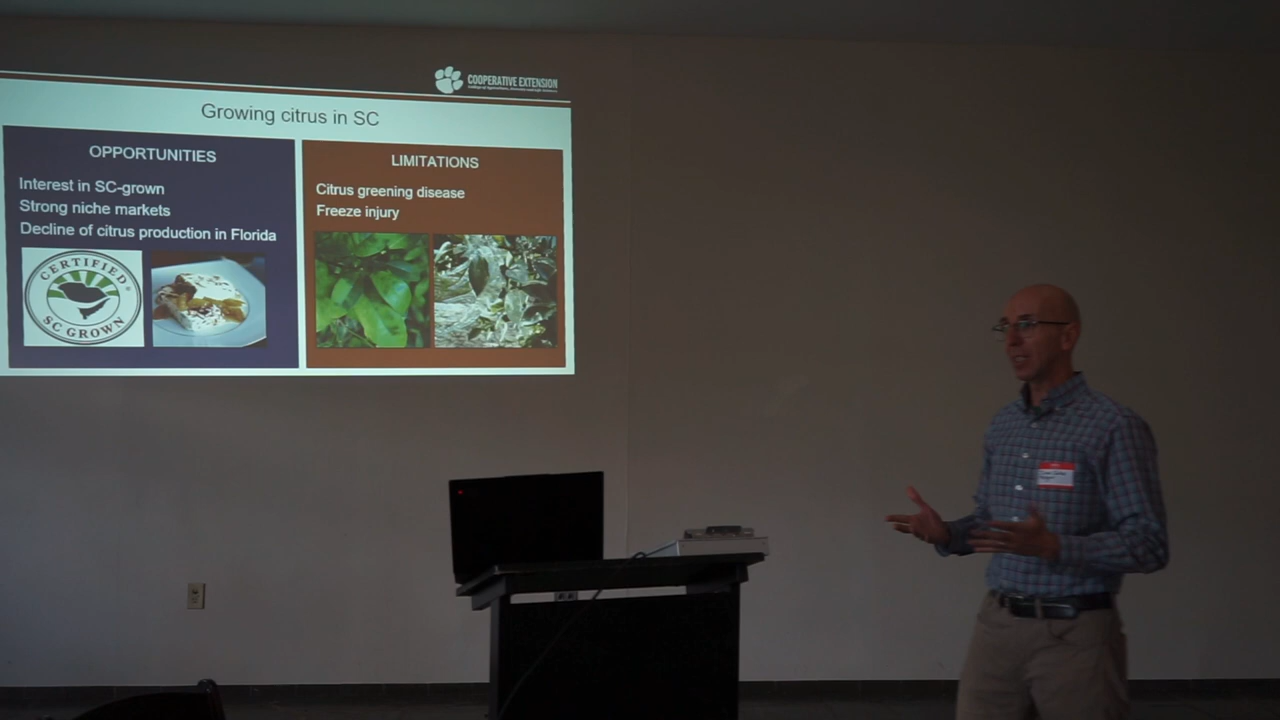 COOPERATIVE EXTENSION
Growing citrus in SC
OPPORTUNITIES
Interest in SC-grown
Strong niche markets
Decline of citrus production in Florida
CERTIFIED
SC GROWN
LIMITATIONS
Citrus greening disease
Freeze injury